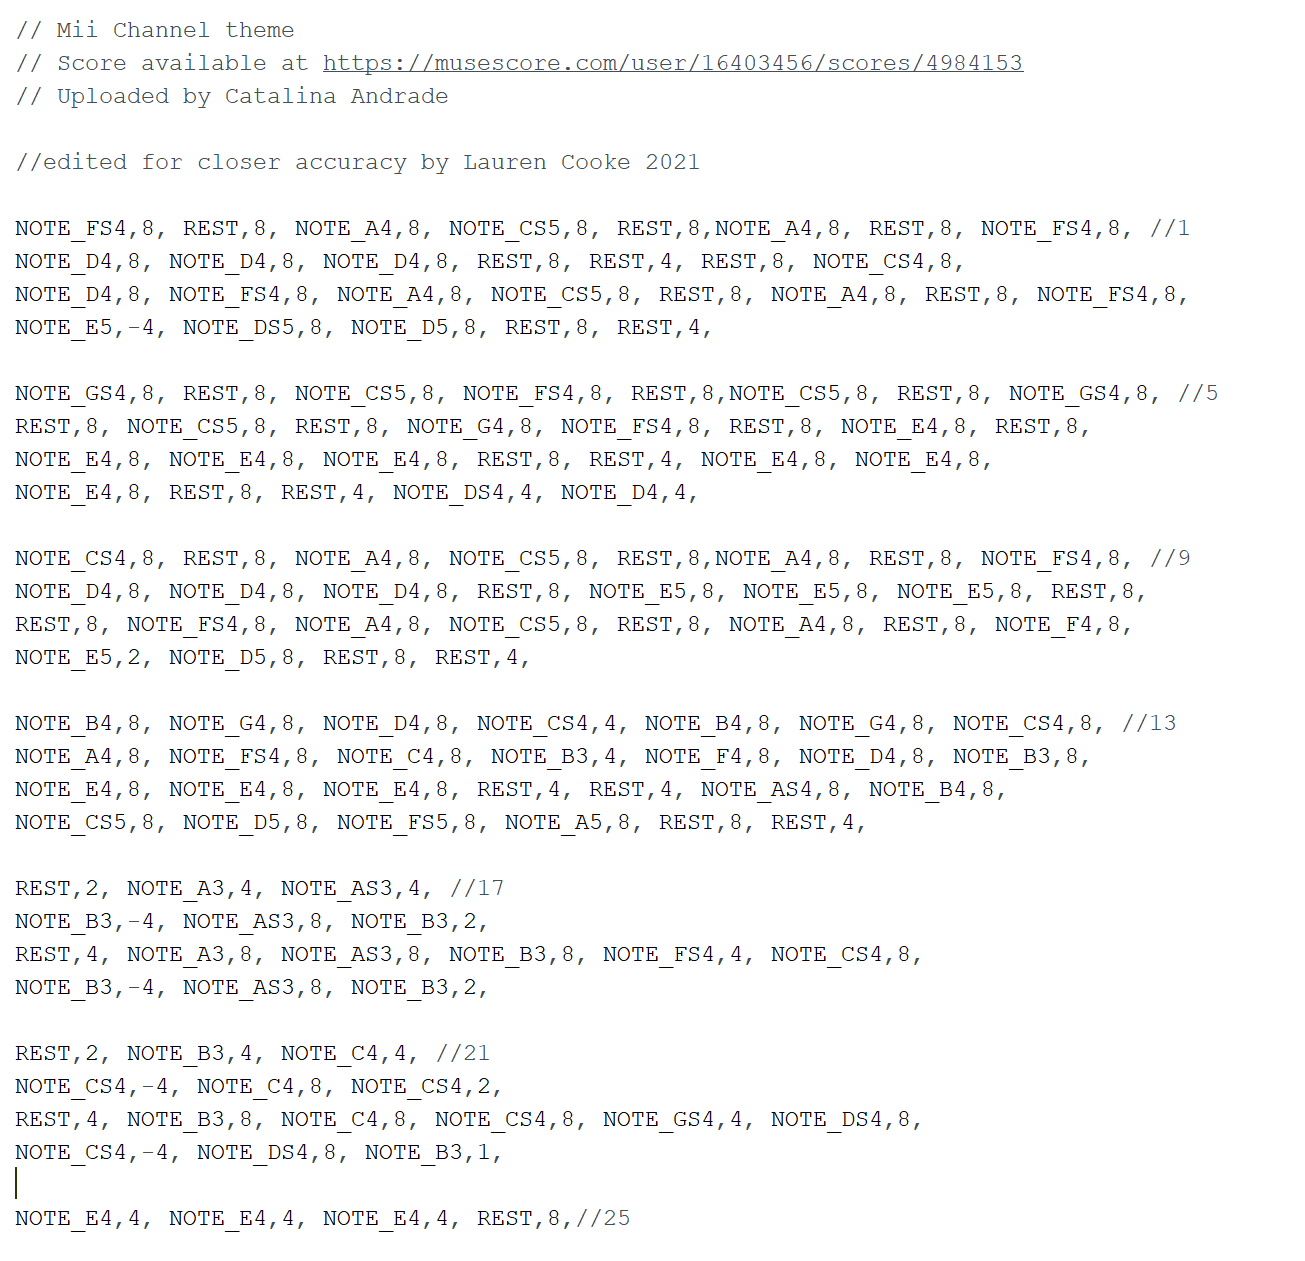 // Mii Channel theme
// Score available at https://musescore.com/user/16403456/scores/4984153
// Uploaded by Catalina Andrade
//edited for closer accuracy by Lauren Cooke 2021
NOTE_FS4,8, REST,8, NOTE_A4,8, NOTE_CS5,8, REST,8,NOTE_A4,8, REST,8, NOTE_FS4,8, //1
NOTE_D4,8, NOTE_D4,8, NOTE_D4,8, REST,8, REST,4, REST,8, NOTE_CS4,8,
NOTE_D4,8, NOTE_FS4,8, NOTE_A4,8, NOTE_CS5,8, REST,8, NOTE_A4,8, REST,8, NOTE_FS4,8,
NOTE_E5,-4, NOTE_DS5,8, NOTE_D5,8, REST,8, REST,4,
NOTE_GS4,8, REST,8, NOTE_CS5,8, NOTE_FS4,8, REST,8,NOTE_CS5,8, REST,8, NOTE_GS4,8, //5
REST,8, NOTE_CS5,8, REST,8, NOTE_G4,8, NOTE_FS4,8, REST,8, NOTE_E4,8, REST,8,
NOTE_E4,8, NOTE_E4,8, NOTE_E4,8, REST,8, REST,4, NOTE_E4,8, NOTE_E4,8,
NOTE_E4,8, REST,8, REST,4, NOTE_DS4,4, NOTE_D4,4,
NOTE_CS4,8, REST,8, NOTE_A4,8, NOTE_CS5,8, REST,8,NOTE_A4,8, REST,8, NOTE_FS4,8, //9
NOTE_D4,8, NOTE_D4,8, NOTE_D4,8, REST,8, NOTE_E5,8, NOTE_E5,8, NOTE_E5,8, REST,8,
REST,8, NOTE_FS4,8, NOTE_A4,8, NOTE_CS5,8, REST,8, NOTE_A4,8, REST,8, NOTE_F4,8,
NOTE_E5,2, NOTE_D5,8, REST,8, REST,4,
NOTE_B4,8, NOTE_G4,8, NOTE_D4,8, NOTE_CS4,4, NOTE_B4,8, NOTE_G4,8, NOTE_CS4,8, //13
NOTE_A4,8, NOTE_FS4,8, NOTE_C4,8, NOTE_B3,4, NOTE_F4,8, NOTE_D4,8, NOTE_B3,8,
NOTE_E4,8, NOTE_E4,8, NOTE_E4,8, REST,4, REST,4, NOTE_AS4,8, NOTE_B4,8,
NOTE_CS5,8, NOTE_D5,8, NOTE_FS5,8, NOTE_A5,8, REST,8, REST,4,
REST,2, NOTE_A3,4, NOTE_AS3,4, //17
NOTE_B3,-4, NOTE_AS3,8, NOTE_B3,2,
REST,4, NOTE_A3,8, NOTE_AS3,8, NOTE_B3,8, NOTE_FS4,4, NOTE_CS4,8,
NOTE_B3,-4, NOTE_AS3,8, NOTE_B3,2,
REST,2, NOTE_B3,4, NOTE_C4,4, //21
NOTE_CS4,-4, NOTE_C4,8, NOTE_CS4,2,
REST,4, NOTE_B3,8, NOTE_C4,8, NOTE_CS4,8, NOTE_GS4,4, NOTE_DS4,8,
NOTE_CS4,-4, NOTE_DS4,8, NOTE_B3,1,
NOTE_E4,4, NOTE_E4,4, NOTE_E4,4, REST,8,//25